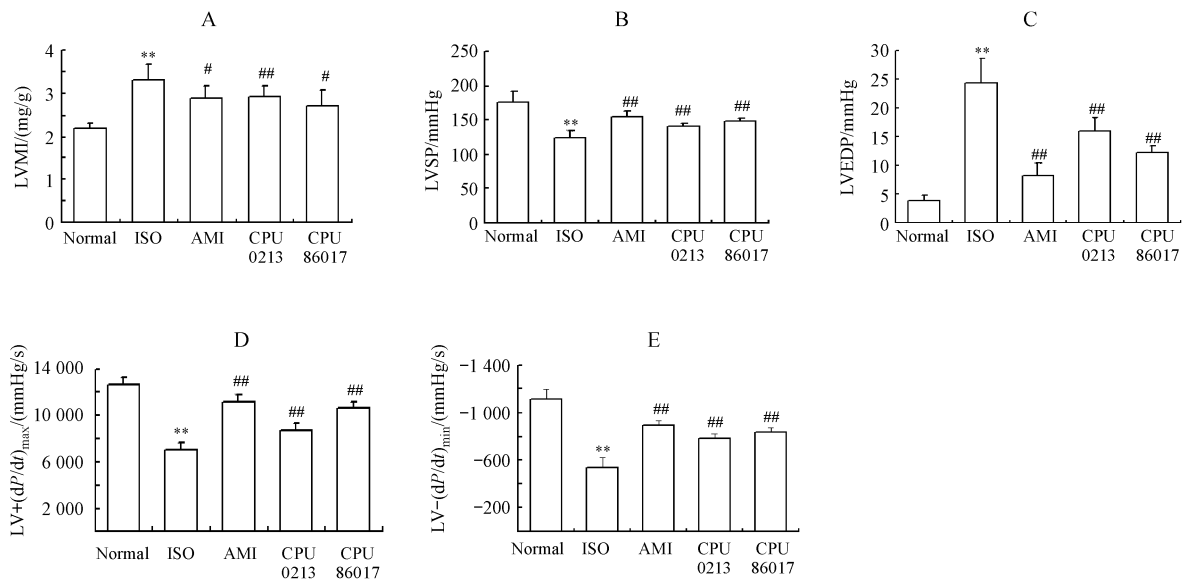 A
LVMI/(mg/g)
4
3
2
1
0
**
#
##
#
Normal
ISO
AMI
CPU
0213
CPU
86017
B
LVSP/mmHg
250
200
150
100
50
0
**
##
##
##
Normal
ISO
AMI
CPU
0213
CPU
86017
C
LVEDP/mmHg
30
25
20
15
10
5
0
**
##
##
##
Normal
ISO
AMI
CPU
0213
CPU
86017
D
LV+(dP/dt)max/(mmHg/s)
14 000
10 000
6 000
2 000
**
##
##
##
Normal
ISO
AMI
CPU
0213
CPU
86017
E
LV−(dP/dt)min/(mmHg/s)
−1 400
−1 000
−600
−200
**
##
##
##
Normal
ISO
AMI
CPU
0213
CPU
86017